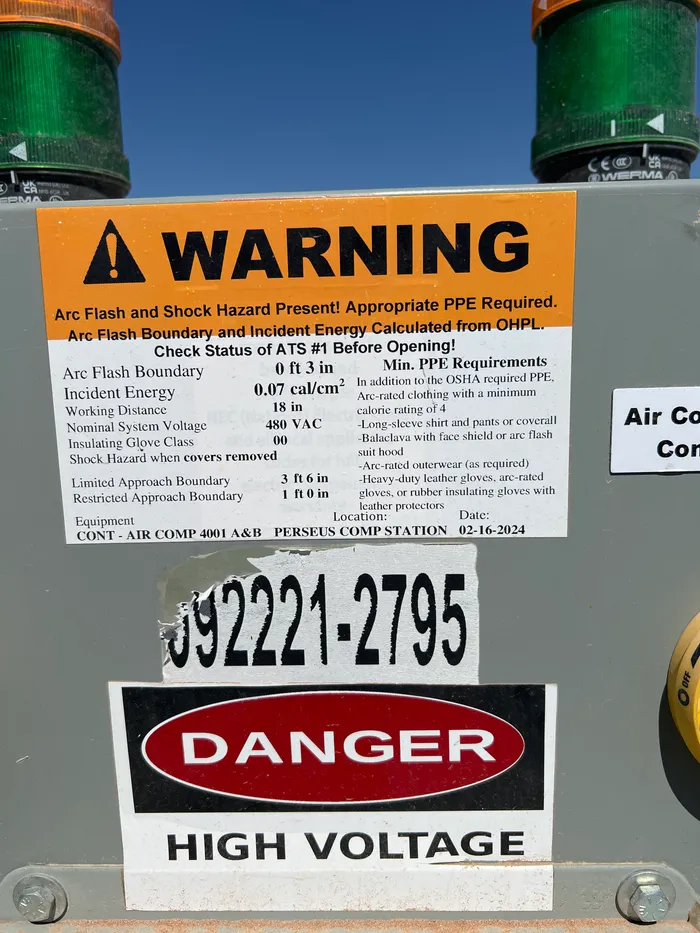 CE
UK
CA
WERMA
WARNING
Arc Flash and Shock Hazard Present! Appropriate PPE Required.
Arc Flash Boundary and Incident Energy Calculated from OHPL.
Check Status of ATS #1 Before Opening!
Arc Flash Boundary 0 ft 3 in
Incident Energy 0.07 cal/cm²
Working Distance 18 in
Nominal System Voltage 480 VAC
Insulating Glove Class 00
Shock Hazard when covers removed
Limited Approach Boundary 3 ft 6 in
Restricted Approach Boundary 1 ft 0 in
Min. PPE Requirements
In addition to the OSHA required PPE,
Arc-rated clothing with a minimum
calorie rating of 4
-Long-sleeve shirt and pants or coverall
-Balaclava with face shield or arc flash
suit hood
-Arc-rated outerwear (as required)
-Heavy-duty leather gloves, arc-rated
gloves, or rubber insulating gloves with
leather protectors
Equipment Location: Date:
CONT - AIR COMP 4001 A&B PERSEUS COMP STATION 02-16-2024
Air Co
Con
92221-2795
OFF
DANGER
HIGH VOLTAGE